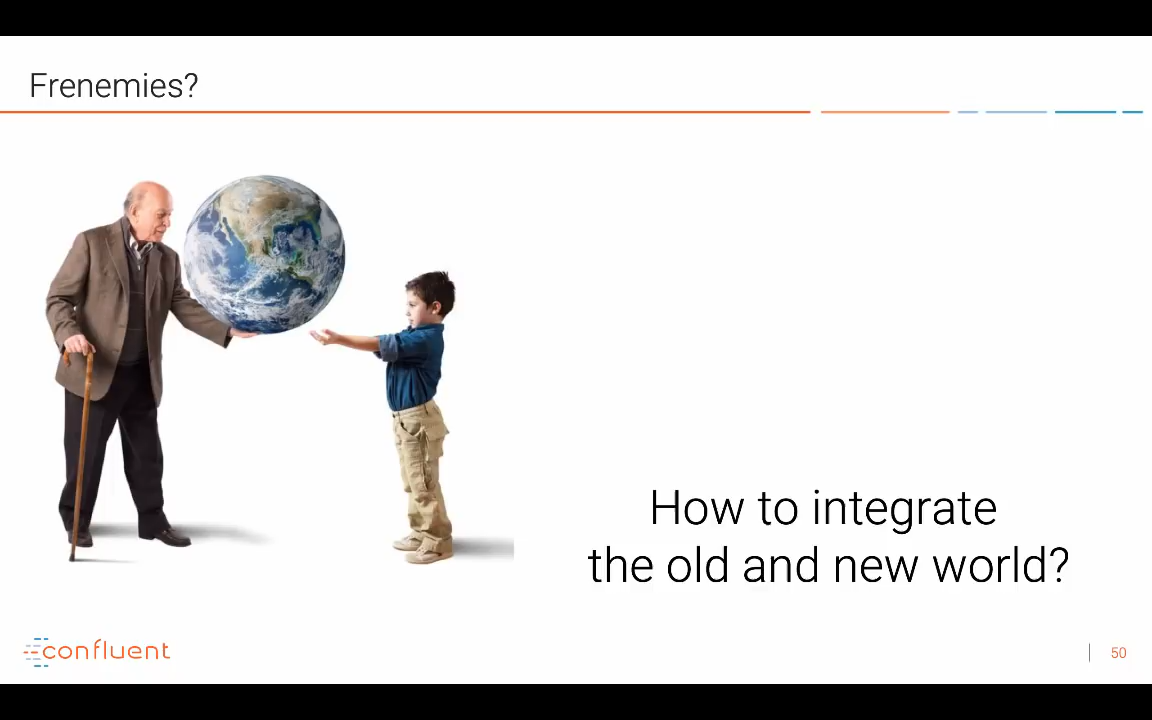 Frenemies?
How to integrate
the old and new world?
confluent
50